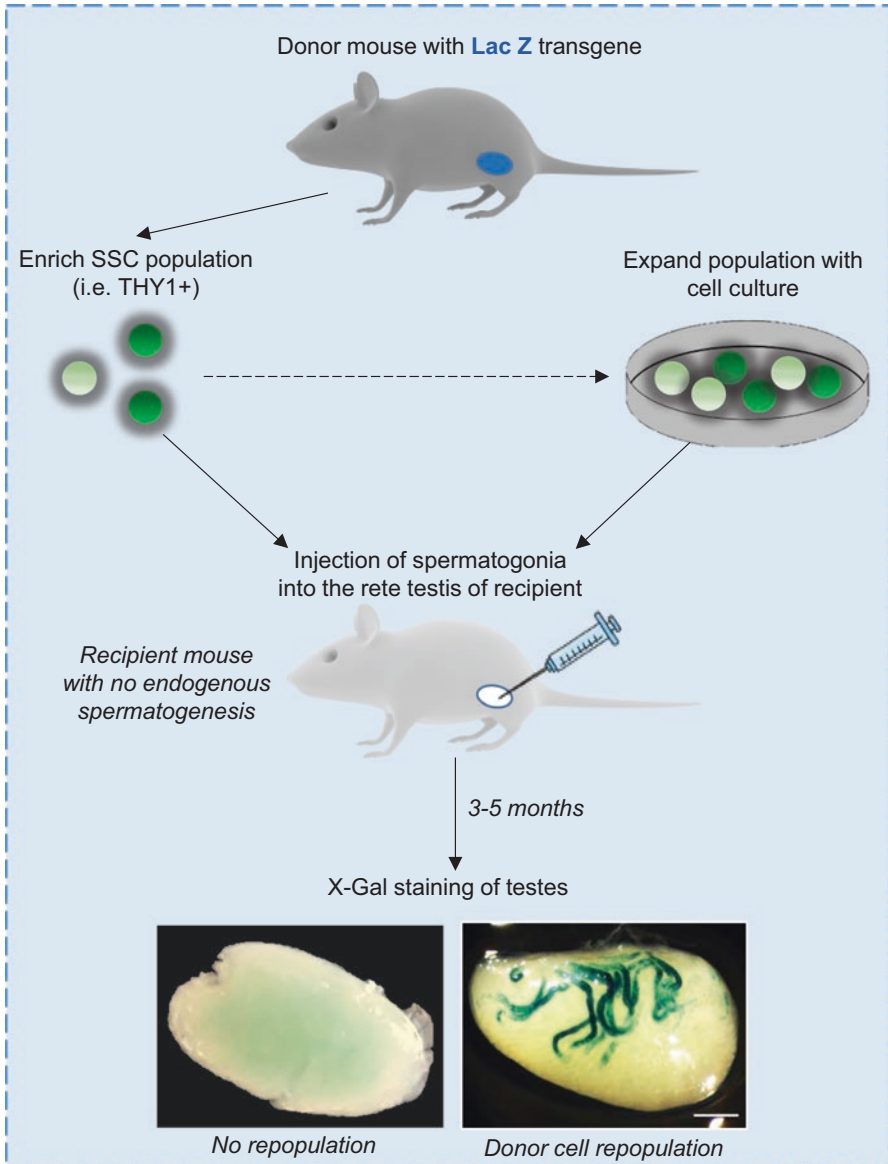 Donor mouse with Lac Z transgene
Enrich SSC population
(i.e. THY1+)
Expand population with
cell culture
Injection of spermatogonia
into the rete testis of recipient
Recipient mouse
with no endogenous
spermatogenesis
3-5 months
X-Gal staining of testes
No repopulation
Donor cell repopulation